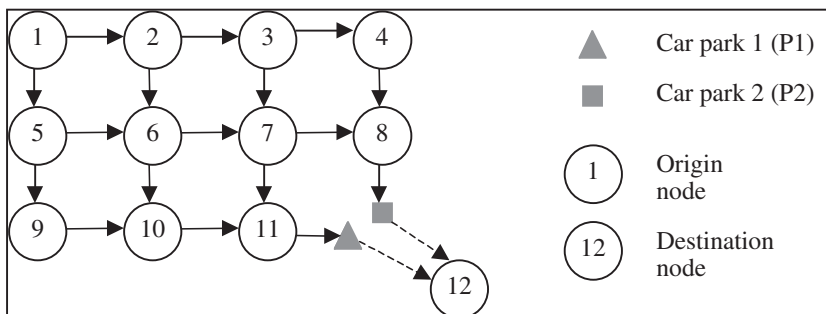 1 2 3 4
5 6 7 8
9 10 11
12
Car park 1 (P1)
Car park 2 (P2)
1 Origin
node
12 Destination
node